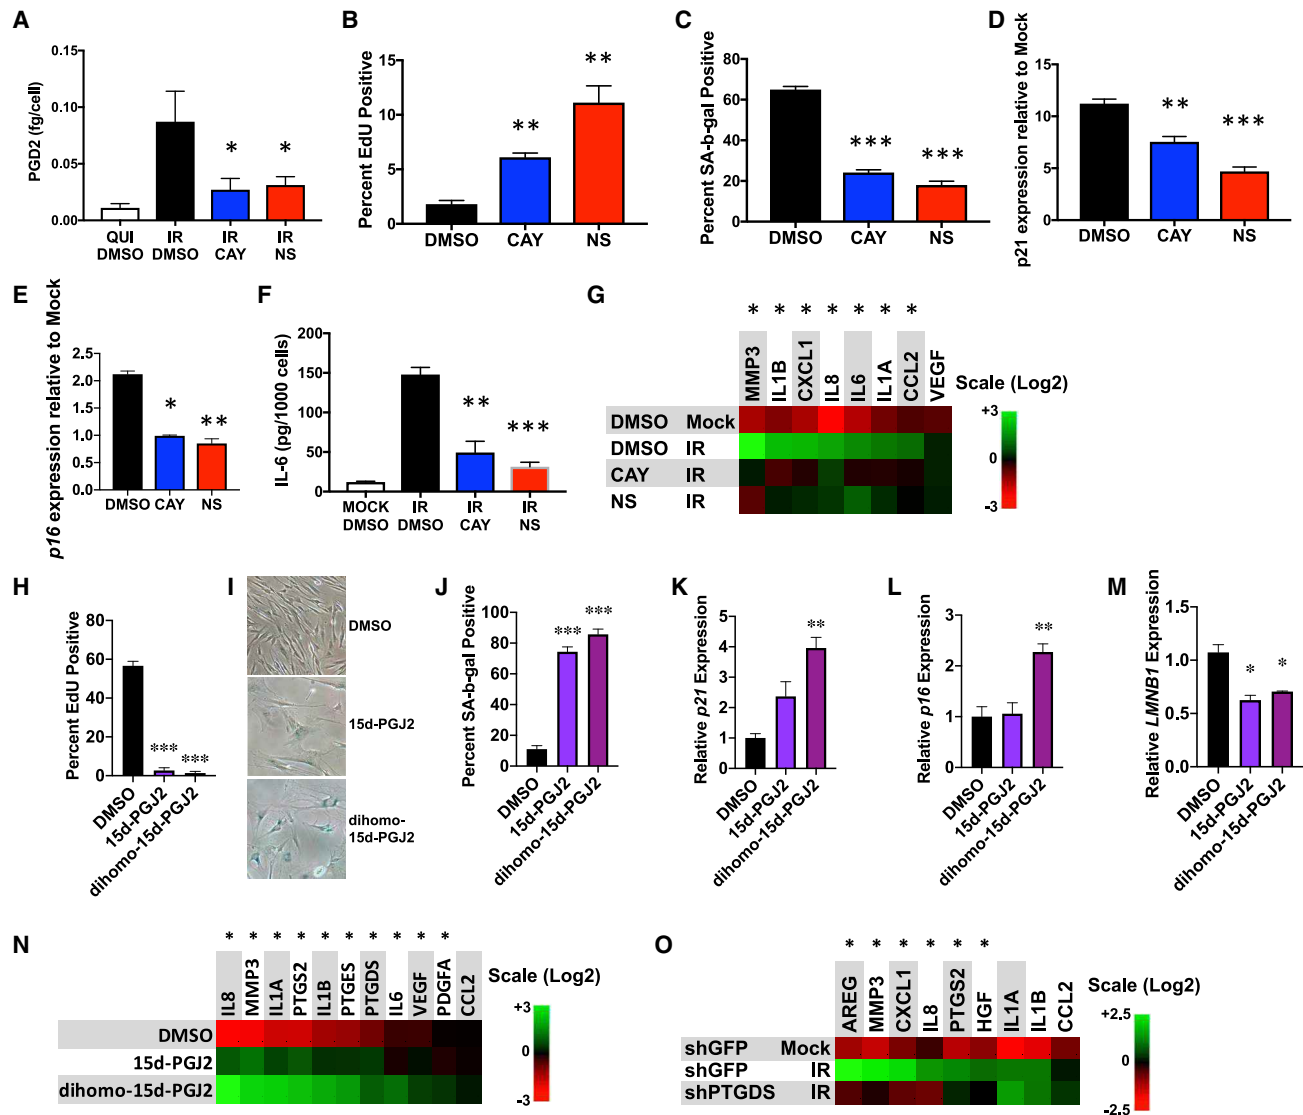 A
PGD2 (fg/cell)
0.15
0.10
0.05
0.00
*
*
QUI IR IR IR
DMSO DMSO CAY NS
B
Percent EdU Positive
15
10
5
0
**
**
DMSO CAY NS
C
Percent SA-b-gal Positive
80
60
40
20
0
***
***
DMSO CAY NS
D
p21 expression relative to Mock
15
10
5
0
**
***
DMSO CAY NS
E
p16 expression relative to Mock
2.5
2.0
1.5
1.0
0.5
0.0
*
**
DMSO CAY NS
F
IL-6 (pg/1000 cells)
200
150
100
50
0
**
***
MOCK IR IR IR
DMSO DMSO CAY NS
G
* * * * * * *
MMP3 IL1B CXCL1 IL8 IL6 IL1A CCL2 VEGF
DMSO Mock
DMSO IR
CAY IR
NS IR
Scale (Log2)
+3
0
-3
H
Percent EdU Positive
80
60
40
20
0
***
***
DMSO
15d-PGJ2
dihomo-15d-PGJ2
I
DMSO
15d-PGJ2
dihomo-
15d-PGJ2
J
Percent SA-b-gal Positive
100
80
60
40
20
0
***
***
DMSO
15d-PGJ2
dihomo-15d-PGJ2
K
Relative p21 Expression
5
4
3
2
1
0
**
DMSO
15d-PGJ2
dihomo-15d-PGJ2
L
Relative p16 Expression
3
2
1
0
**
DMSO
15d-PGJ2
dihomo-15d-PGJ2
M
Relative LMNB1 Expression
1.5
1.0
0.5
0.0
*
*
DMSO
15d-PGJ2
dihomo-15d-PGJ2
N
* * * * * * * * * *
IL8 MMP3 IL1A PTGS2 IL1B PTGES PTGDS IL6 VEGF PDGFA CCL2
DMSO
15d-PGJ2
dihomo-15d-PGJ2
Scale (Log2)
+3
0
-3
O
* * * * * *
AREG MMP3 CXCL1 IL8 PTGS2 HGF IL1A IL1B CCL2
shGFP Mock
shGFP IR
shPTGDS IR
Scale (Log2)
+2.5
0
-2.5